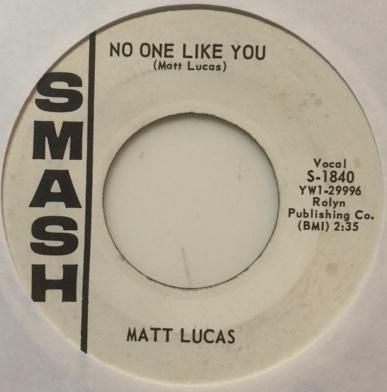 NO ONE LIKE YOU
(Matt Lucas)
SMASH
Vocal
S-1840
YW1-29996
Rolyn
Publishing Co.
(BMI) 2:35
MATT LUCAS